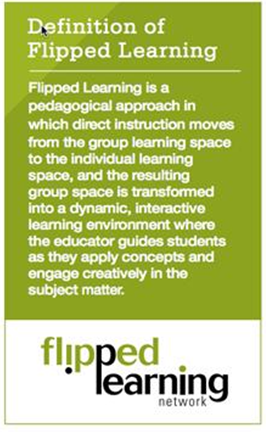 Definition of
Flipped Learning
Flipped Learning is a
pedagogical approach in
which direct instruction moves
from the group learning space
to the individual learning
space, and the resulting
group space is transformed
into a dynamic, interactive
learning environment where
the educator guides students
as they apply concepts and
engage creatively in the
subject matter.
flipped
learning
network